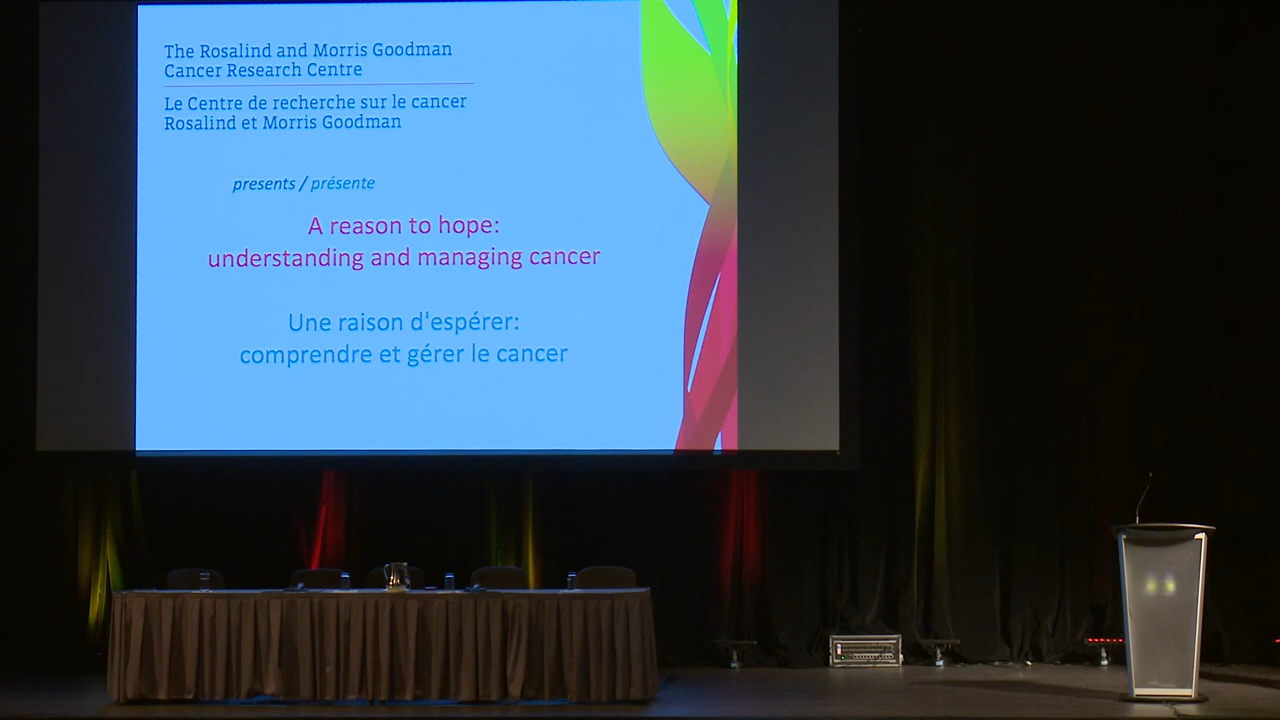 The Rosalind and Morris Goodman
Cancer Research Centre
Le Centre de recherche sur le cancer
Rosalind et Morris Goodman
presents / présente
A reason to hope:
understanding and managing cancer
Une raison d'espérer:
comprendre et gérer le cancer